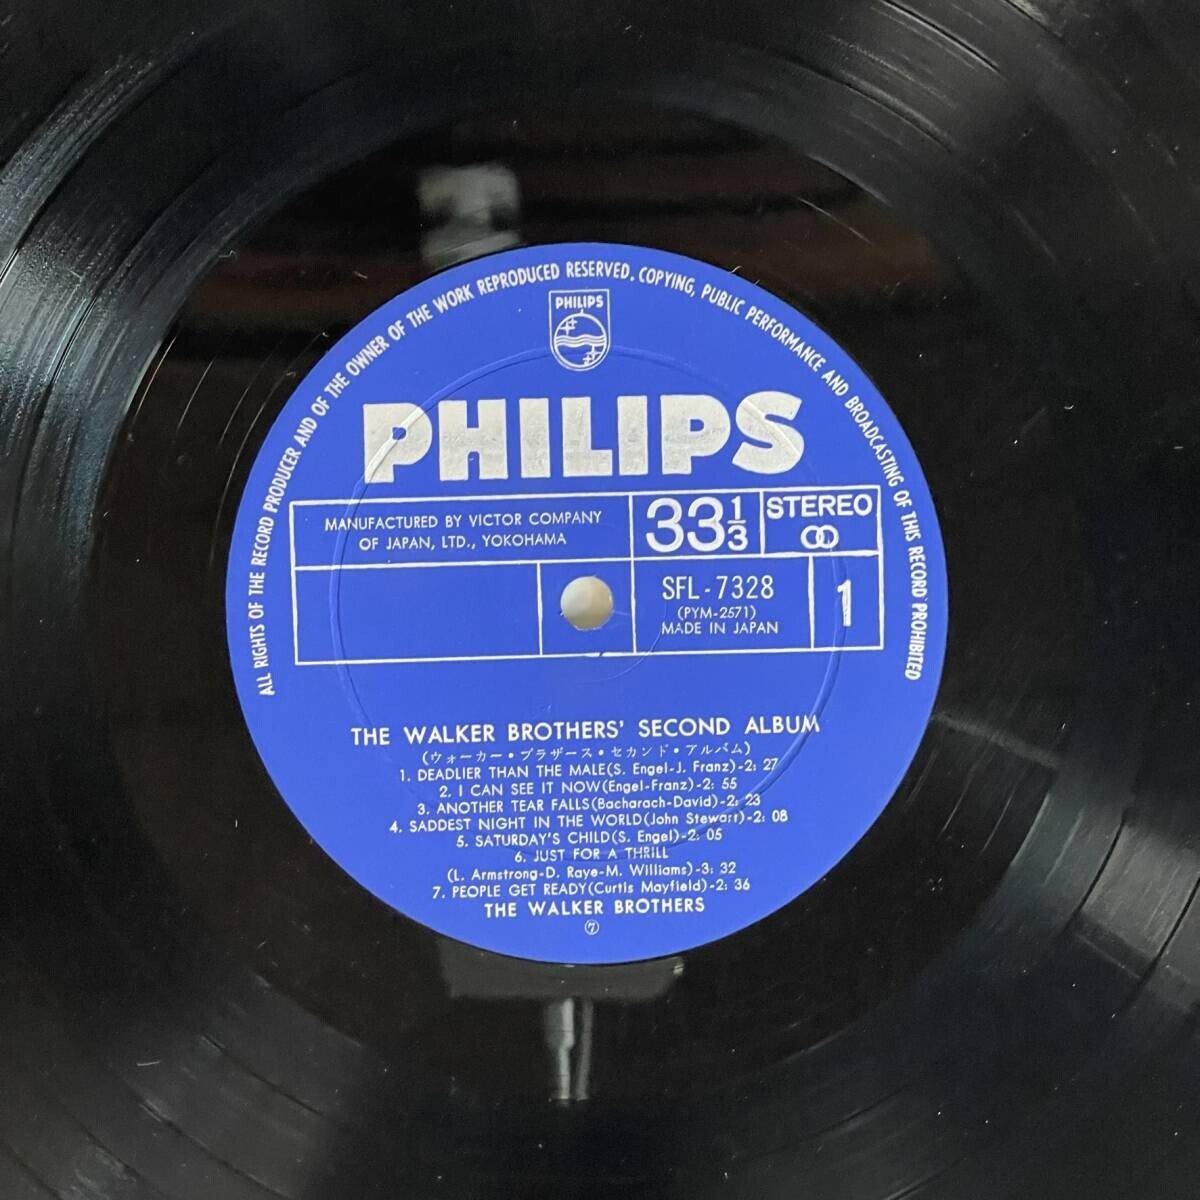 ALL RIGHTS OF THE RECORD PRODUCER AND OF THE OWNER OF THE WORK REPRODUCED RESERVED. COPYING, PUBLIC PERFORMANCE AND BROADCASTING OF THIS RECORD PROHIBITED
PHILIPS
PHILIPS
MANUFACTURED BY VICTOR COMPANY
OF JAPAN, LTD., YOKOHAMA
33 1/3
STEREO
SFL-7328
(PYM-2571)
MADE IN JAPAN
1
THE WALKER BROTHERS' SECOND ALBUM
(ウォーカー・ブラザース・セカンド・アルバム)
1. DEADLIER THAN THE MALE(S. Engel-J. Franz)-2: 27
2. I CAN SEE IT NOW(Engel-Franz)-2: 55
3. ANOTHER TEAR FALLS(Bacharach-David)-2: 23
4. SADDEST NIGHT IN THE WORLD(John Stewart)-2: 08
5. SATURDAY'S CHILD(S. Engel)-2: 05
6. JUST FOR A THRILL
(L. Armstrong-D. Raye-M. Williams)-3: 32
7. PEOPLE GET READY(Curtis Mayfield)-2: 36
THE WALKER BROTHERS
⑦